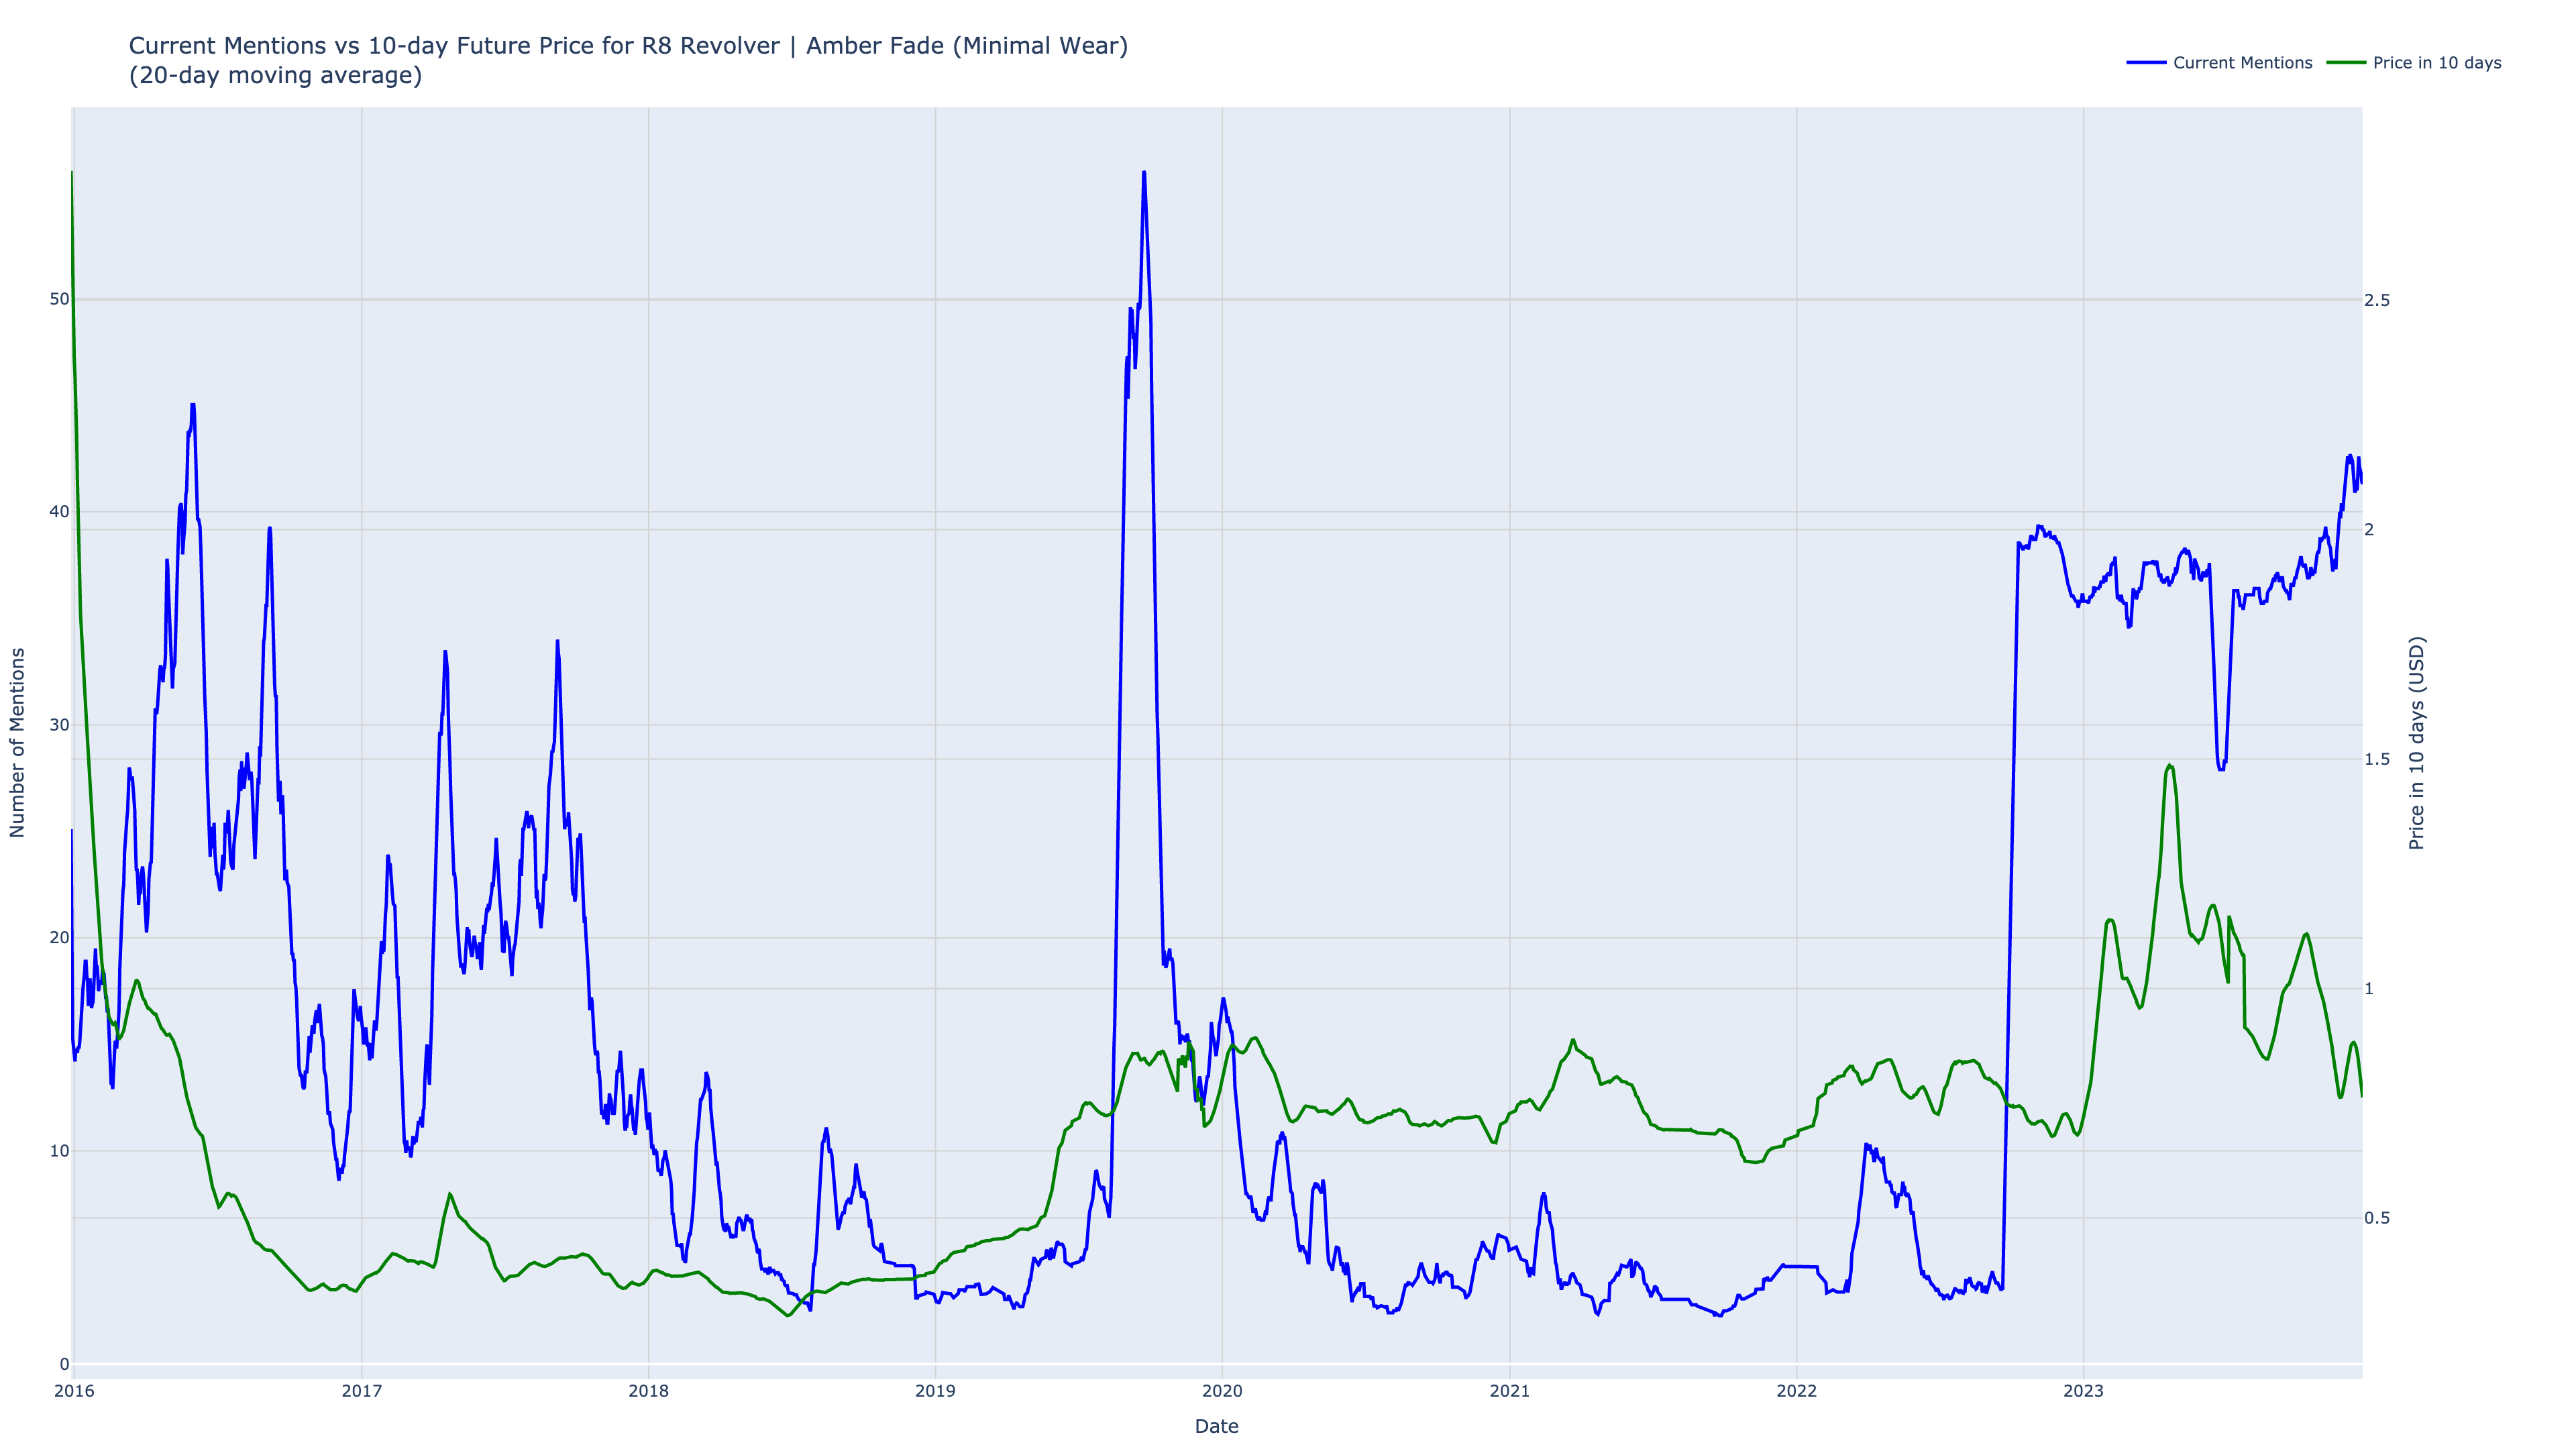 Current Mentions vs 10-day Future Price for R8 Revolver | Amber Fade (Minimal Wear)
(20-day moving average)
Current Mentions
Price in 10 days
Number of Mentions
50
40
30
20
10
0
2.5
2
1.5
1
0.5
Price in 10 days (USD)
2016
2017
2018
2019
2020
2021
2022
2023
Date